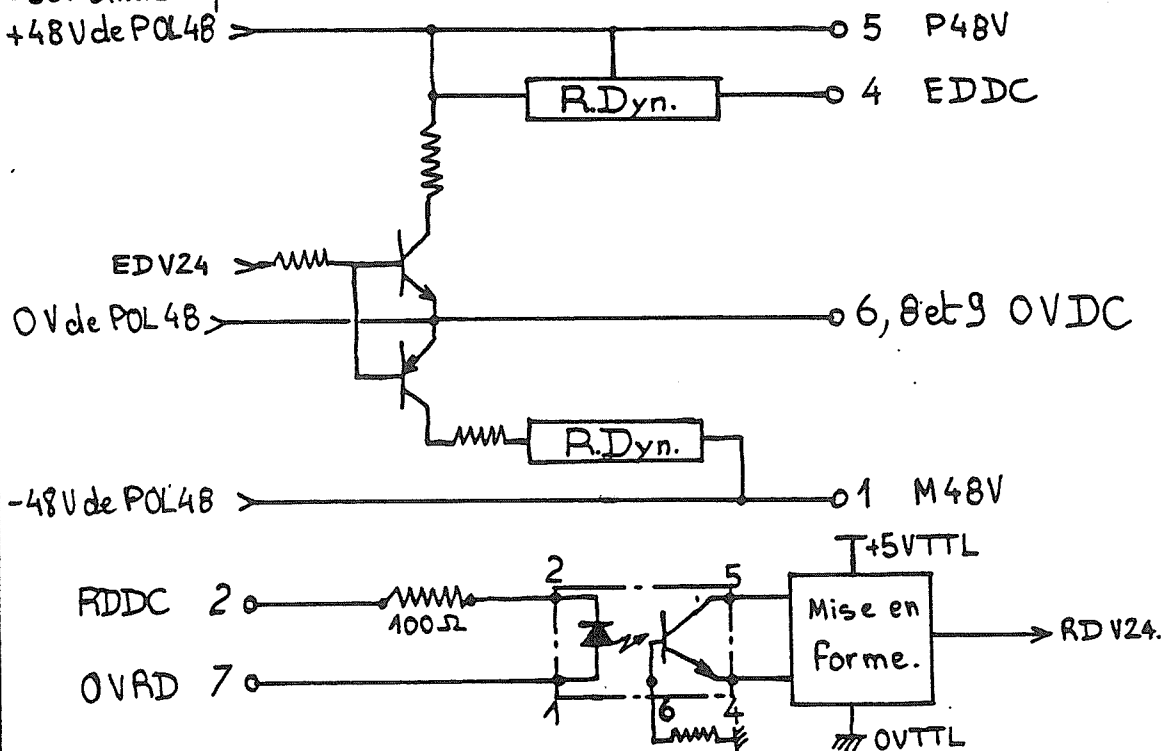 +48V de POL48 5 P48V
R.Dyn. 4 EDDC
EDV24
0V de POL48 6, 8 et 9 0VDC
R.Dyn.
-48V de POL48 1 M48V
+5VTTL
RDDC 2 100Ω 2 5
Mise en
forme.
RDV24.
0VRD 7 1 6 4
0VTTL